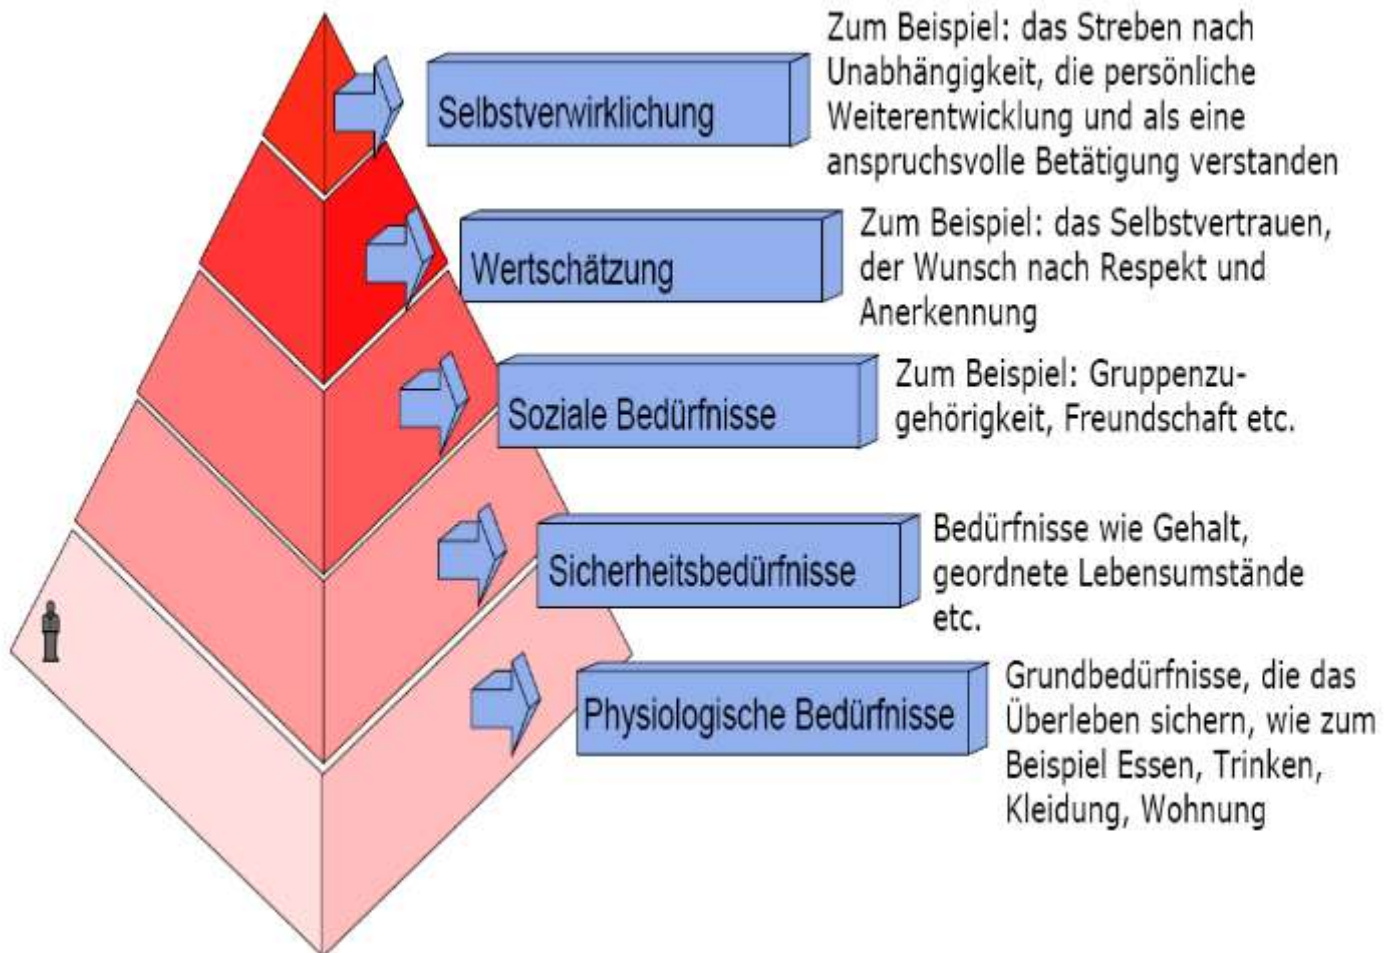 Zum Beispiel: das Streben nach
Unabhängigkeit, die persönliche
Weiterentwicklung und als eine
anspruchsvolle Betätigung verstanden
Selbstverwirklichung
Zum Beispiel: das Selbstvertrauen,
der Wunsch nach Respekt und
Anerkennung
Wertschätzung
Zum Beispiel: Gruppenzu-
gehörigkeit, Freundschaft etc.
Soziale Bedürfnisse
Bedürfnisse wie Gehalt,
geordnete Lebensumstände
etc.
Sicherheitsbedürfnisse
Grundbedürfnisse, die das
Überleben sichern, wie zum
Beispiel Essen, Trinken,
Kleidung, Wohnung
Physiologische Bedürfnisse